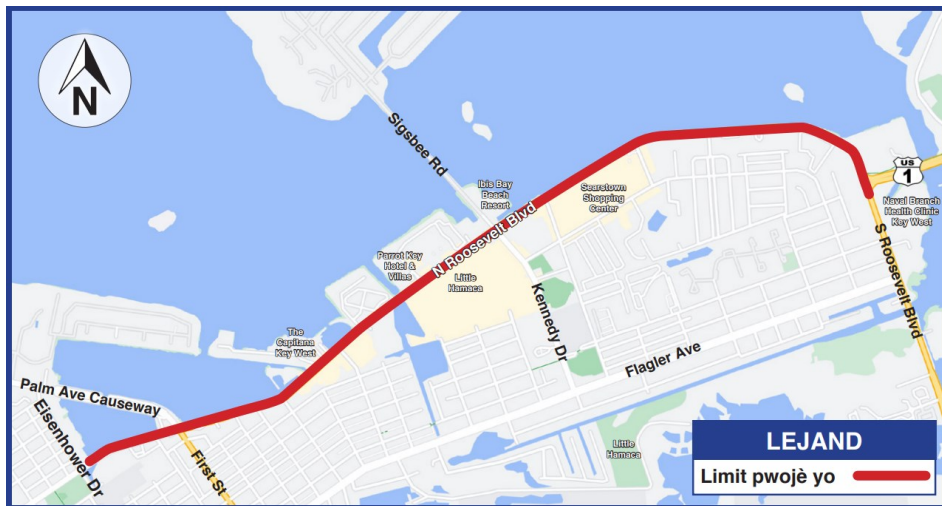 N
Sigsbee Rd
Ibis Bay
Beach
Resort
Searstown
Shopping
Center
US
1
Naval Branch
Health Clinic
Key West
N Roosevelt Blvd
S Roosevelt Blvd
Parrot Key
Hotel &
Villas
Little
Hamaca
Kennedy Dr
The
Capitana
Key West
Flagler Ave
Palm Ave Causeway
Eisenhower Dr
First St
Little
Hamaca
LEJAND
Limit pwojè yo